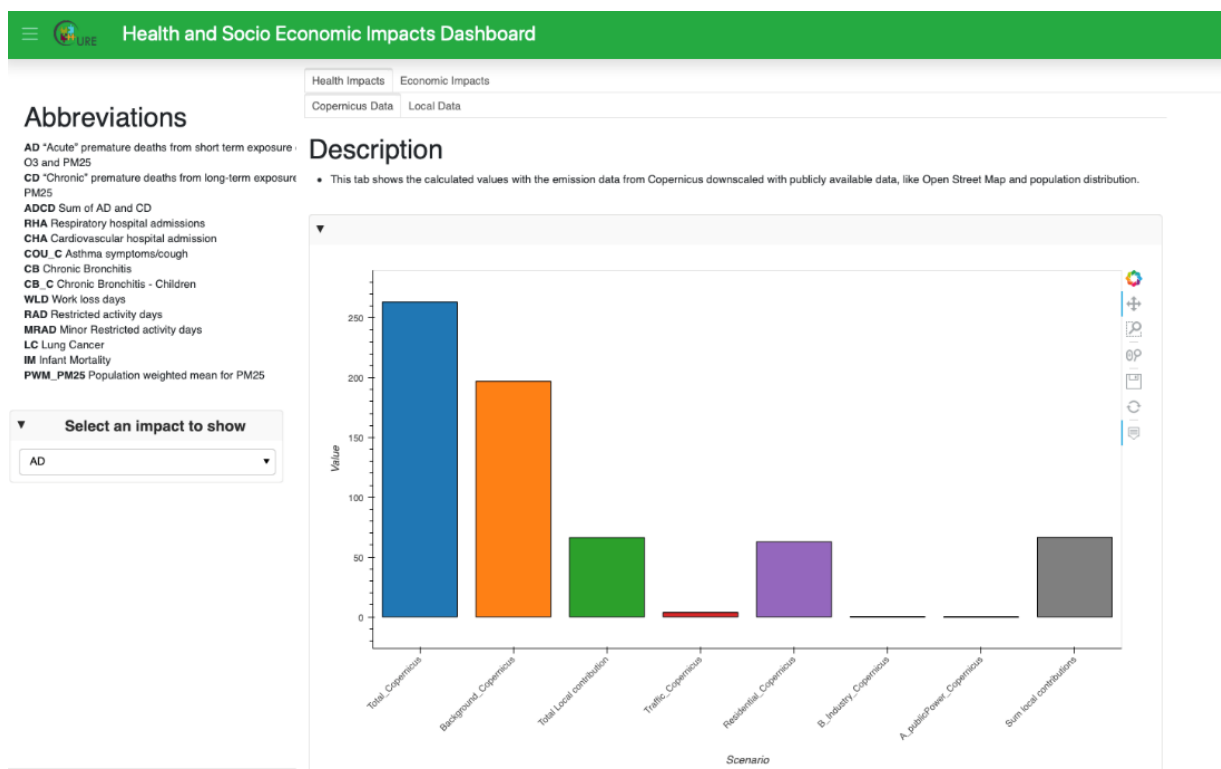 URE Health and Socio Economic Impacts Dashboard
Health Impacts Economic Impacts
Copernicus Data Local Data
Abbreviations
AD "Acute" premature deaths from short term exposure
O3 and PM25
CD "Chronic" premature deaths from long-term exposure
PM25
ADCD Sum of AD and CD
RHA Respiratory hospital admissions
CHA Cardiovascular hospital admission
COU_C Asthma symptoms/cough
CB Chronic Bronchitis
CB_C Chronic Bronchitis - Children
WLD Work loss days
RAD Restricted activity days
MRAD Minor Restricted activity days
LC Lung Cancer
IM Infant Mortality
PWM_PM25 Population weighted mean for PM25
Select an impact to show
AD
Description
• This tab shows the calculated values with the emission data from Copernicus downscaled with publicly available data, like Open Street Map and population distribution.
Value
250
200
150
100
50
0
Total_Copernicus
Background_Copernicus
Total Local contribution
Traffic_Copernicus
Residential_Copernicus
B_Industry_Copernicus
A_publicPower_Copernicus
Sum local contributions
Scenario